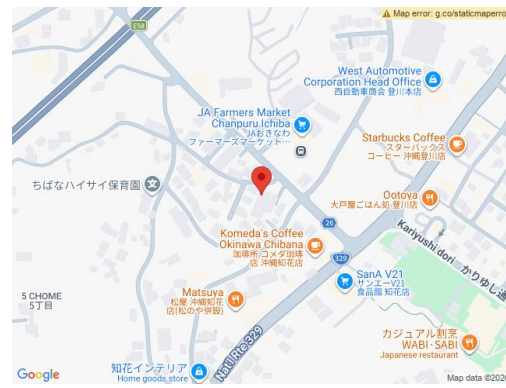 Map error: g.co/staticmaperro
E58
West Automotive
Corporation Head Office
西自動車商会 登川本店
JA Farmers Market
Chanpuru Ichiba
JAおきなわ
ファーマーズマーケット…
Starbucks Coffee
スターバックス
コーヒー 沖縄登川店
ちばなハイサイ保育園
Ootoya
大戸屋ごはん処 登川店
26
Kariyushi dori
かりゆし通
Komeda's Coffee
Okinawa Chibana
珈琲所 コメダ珈琲
店 沖縄知花店
329
SanA V21
サンエーV21
食品館 知花店
Matsuya
松屋 沖縄知花
店(松のや併設)
5 CHOME
5丁目
Nat'l Rte 329
カジュアル割烹
WABI･SABI
Japanese restaurant
知花インテリア
Home goods store
Google
Map data ©202